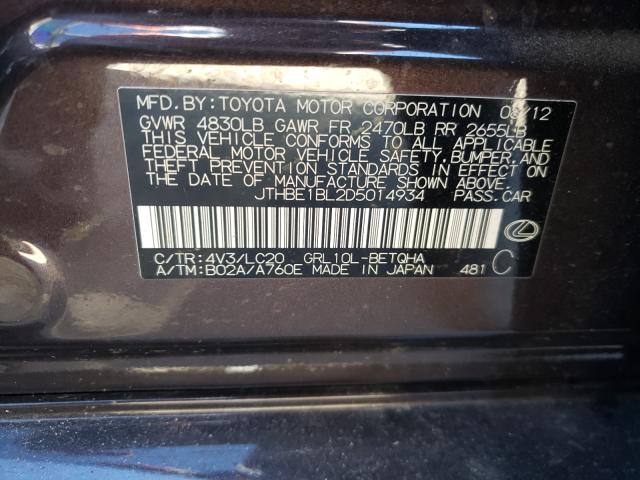 MFD.BY:TOYOTA MOTOR CORPORATION 08/12
GVWR 4830LB GAWR FR 2470LB RR 2655LB
THIS VEHICLE CONFORMS TO ALL APPLICABLE
FEDERAL MOTOR VEHICLE SAFETY,BUMPER,AND
THEFT PREVENTION STANDARDS IN EFFECT ON
THE DATE OF MANUFACTURE SHOWN ABOVE.
JTHBE1BL2D5014934 PASS.CAR
C/TR:4V3/LC20 GRL10L-BETQHA
A/TM:B02A/A760E MADE IN JAPAN 481 C